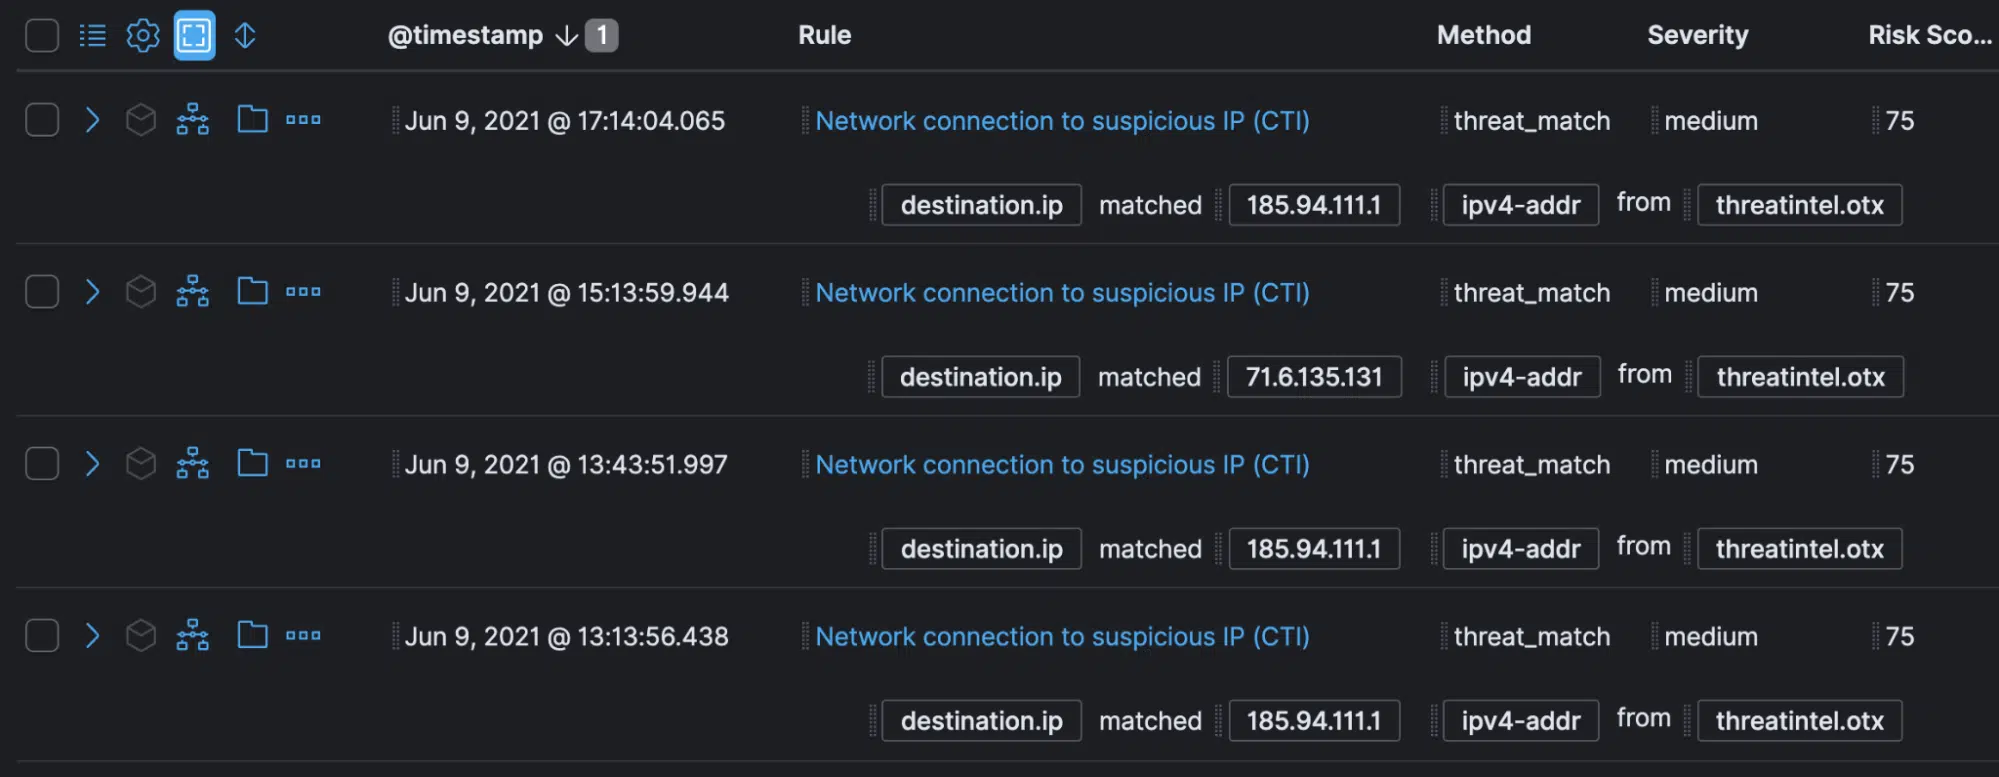 @timestamp 1 Rule Method Severity Risk Sco...
Jun 9, 2021 @ 17:14:04.065 Network connection to suspicious IP (CTI) threat_match medium 75
destination.ip matched 185.94.111.1 ipv4-addr from threatintel.otx
Jun 9, 2021 @ 15:13:59.944 Network connection to suspicious IP (CTI) threat_match medium 75
destination.ip matched 71.6.135.131 ipv4-addr from threatintel.otx
Jun 9, 2021 @ 13:43:51.997 Network connection to suspicious IP (CTI) threat_match medium 75
destination.ip matched 185.94.111.1 ipv4-addr from threatintel.otx
Jun 9, 2021 @ 13:13:56.438 Network connection to suspicious IP (CTI) threat_match medium 75
destination.ip matched 185.94.111.1 ipv4-addr from threatintel.otx